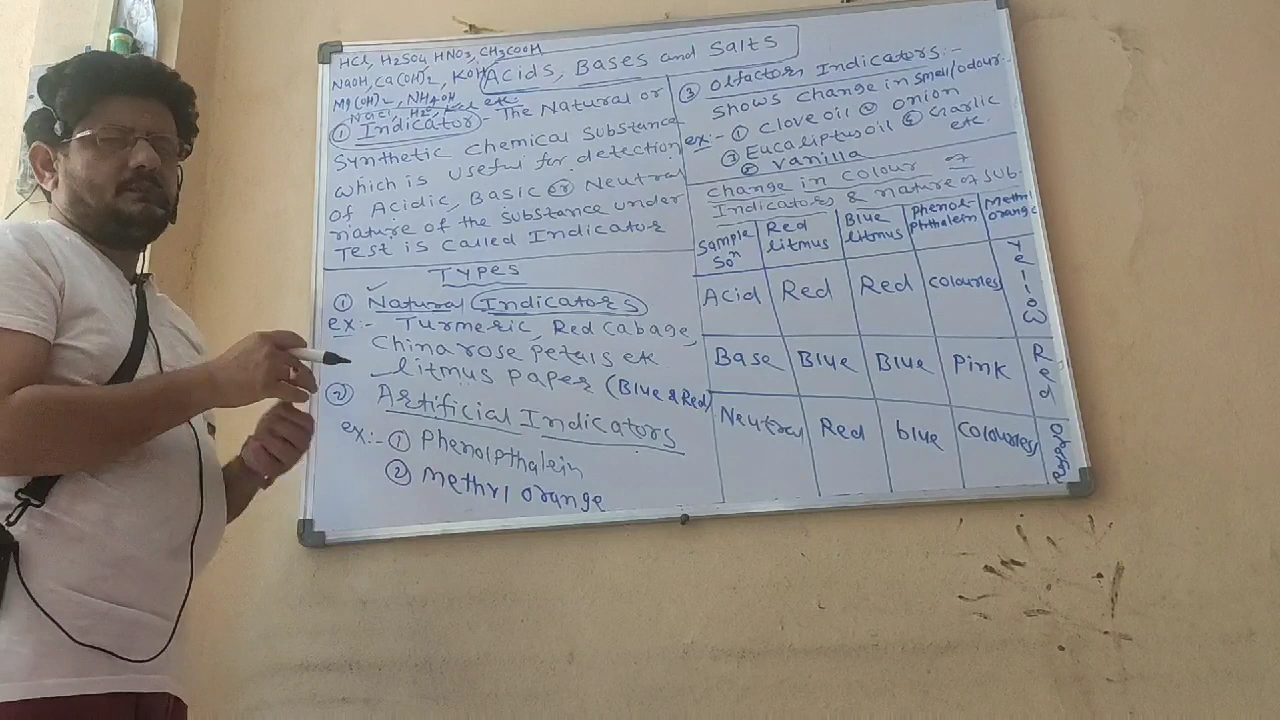 HCl, H2SO4 HNO3, CH3COOH
NaOH, Ca(OH)2, KOH
Mg(OH)2, NH4OH
NaCl, etc
Acids, Bases and Salts
① Indicator - The Natural or
Synthetic chemical substance
which is useful for detection
of Acidic, Basic or Neutral
nature of the substance under
Test is called Indicator
Types
① Natural Indicators
ex:- Turmeric, Red cabage,
China rose petals etc
litmus paper (Blue & Red)
② Artificial Indicators
ex:- ① Phenolpthalein
② methyl orange
③ olfactory Indicators:-
shows change in smell/odour:-
ex:- ① clove oil ② onion
③ Eucaliptus oil ④ Garlic
⑤ vanilla etc.
change in colour of
Indicators & nature of sub.
Sample Son Red litmus Blue litmus phenol-phthalein Methyl orange
Acid Red Red colourless Yellow
Base Blue Blue Pink Red
Neutral Red blue colourless orange